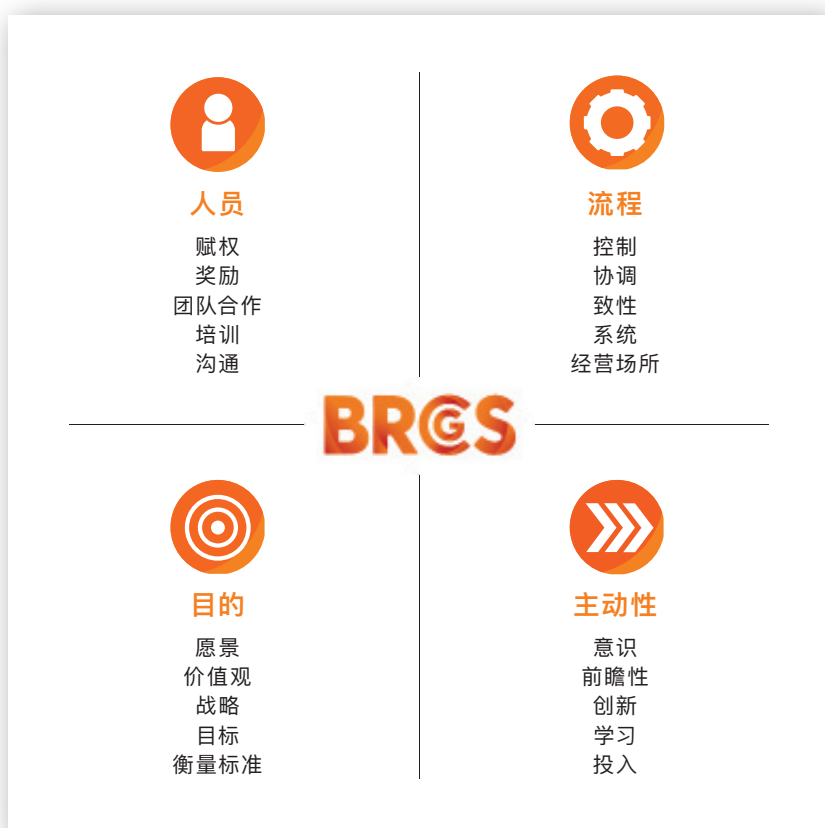 人员
赋权
奖励
团队合作
培训
沟通
流程
控制
协调
致性
系统
经营场所
BRCGS
目的
愿景
价值观
战略
目标
衡量标准
主动性
意识
前瞻性
创新
学习
投入